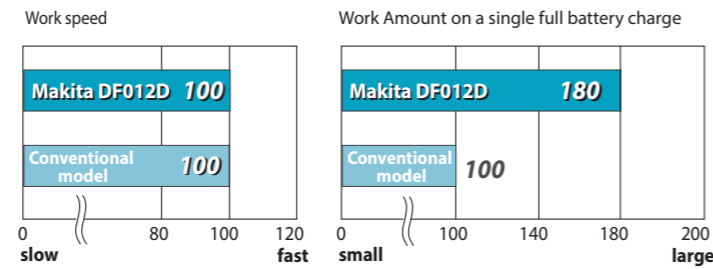 Work speed
Makita DF012D 100
Conventional
model
100
0 80 100 120
slow fast
Work Amount on a single full battery charge
Makita DF012D 180
Conventional
model
100
0 100 140 180 200
small large